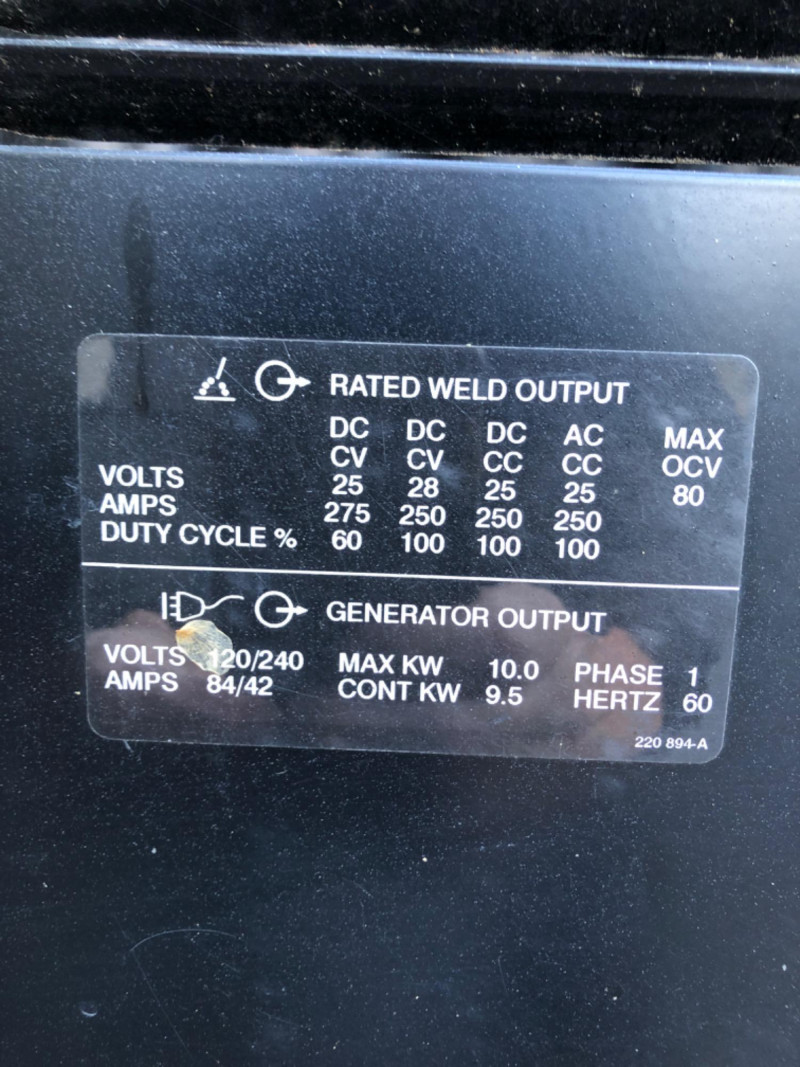 RATED WELD OUTPUT
DC DC DC AC MAX
CV CV CC CC OCV
VOLTS 25 28 25 25 80
AMPS 275 250 250 250
DUTY CYCLE % 60 100 100 100
GENERATOR OUTPUT
VOLTS 120/240 MAX KW 10.0 PHASE 1
AMPS 84/42 CONT KW 9.5 HERTZ 60
220 894-A